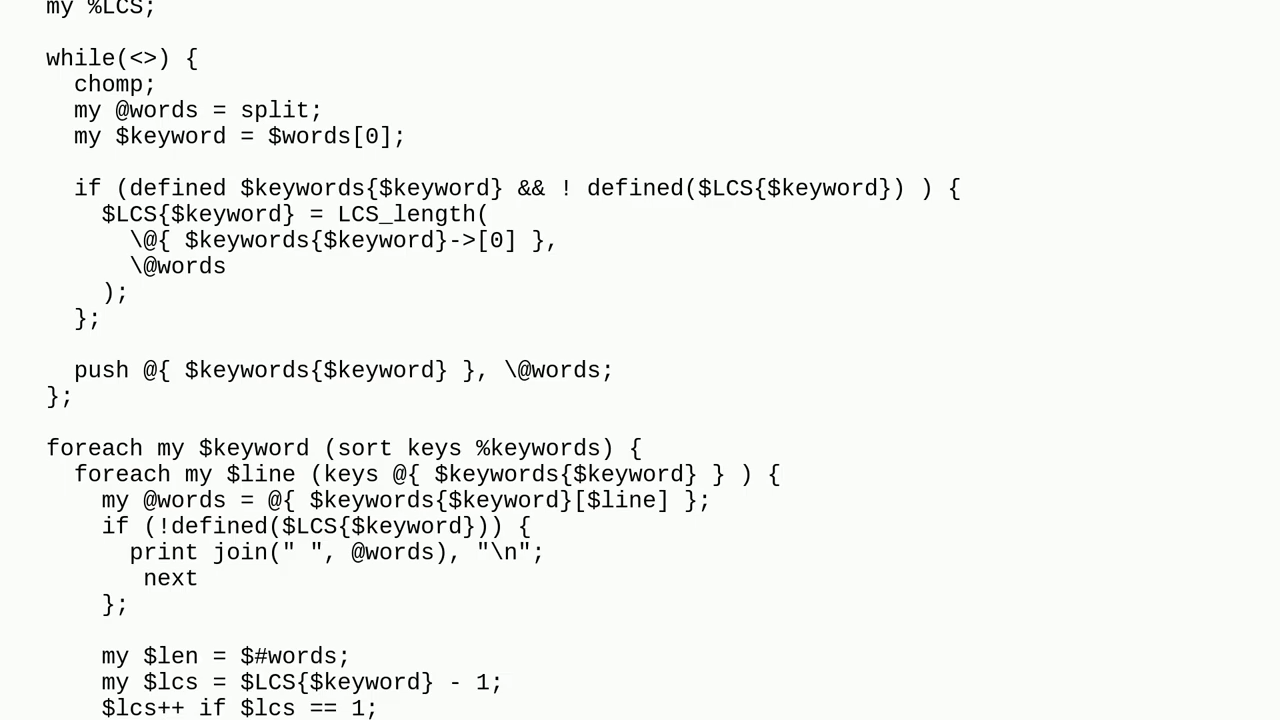 my %LCS;
while(<>) {
chomp;
my @words = split;
my $keyword = $words[0];
if (defined $keywords{$keyword} && ! defined($LCS{$keyword}) ) {
$LCS{$keyword} = LCS_length(
\@{ $keywords{$keyword}->[0] },
\@words
);
};
push @{ $keywords{$keyword} }, \@words;
};
foreach my $keyword (sort keys %keywords) {
foreach my $line (keys @{ $keywords{$keyword} } ) {
my @words = @{ $keywords{$keyword}[$line] };
if (!defined($LCS{$keyword})) {
print join(" ", @words), "\n";
next
};
my $len = $#words;
my $lcs = $LCS{$keyword} - 1;
$lcs++ if $lcs == 1;